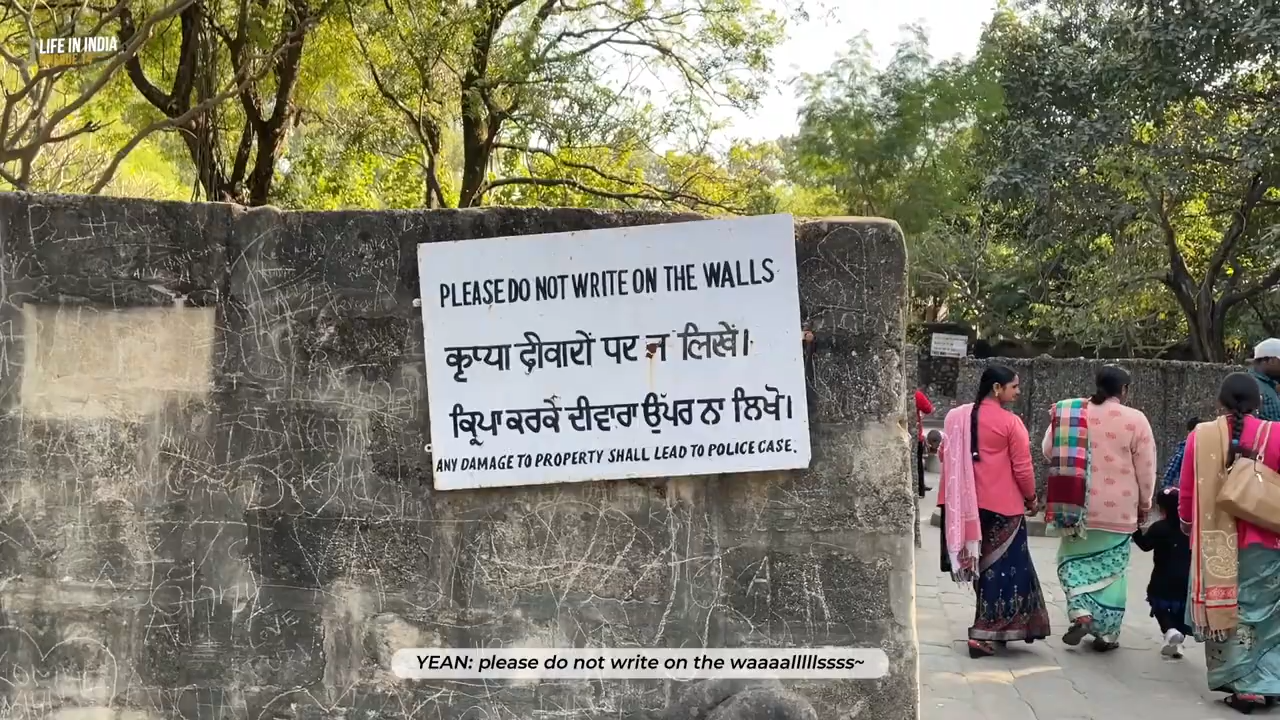 LIFE IN INDIA
PLEASE DO NOT WRITE ON THE WALLS
कृप्या द़ीवारों पर न लिखें।
ਕ੍ਰਿਪਾ ਕਰਕੇ ਦੀਵਾਰਾ ਉੱਪਰ ਨਾ ਲਿਖੋ।
ANY DAMAGE TO PROPERTY SHALL LEAD TO POLICE CASE.
YEAN: please do not write on the waaaalllllssss~